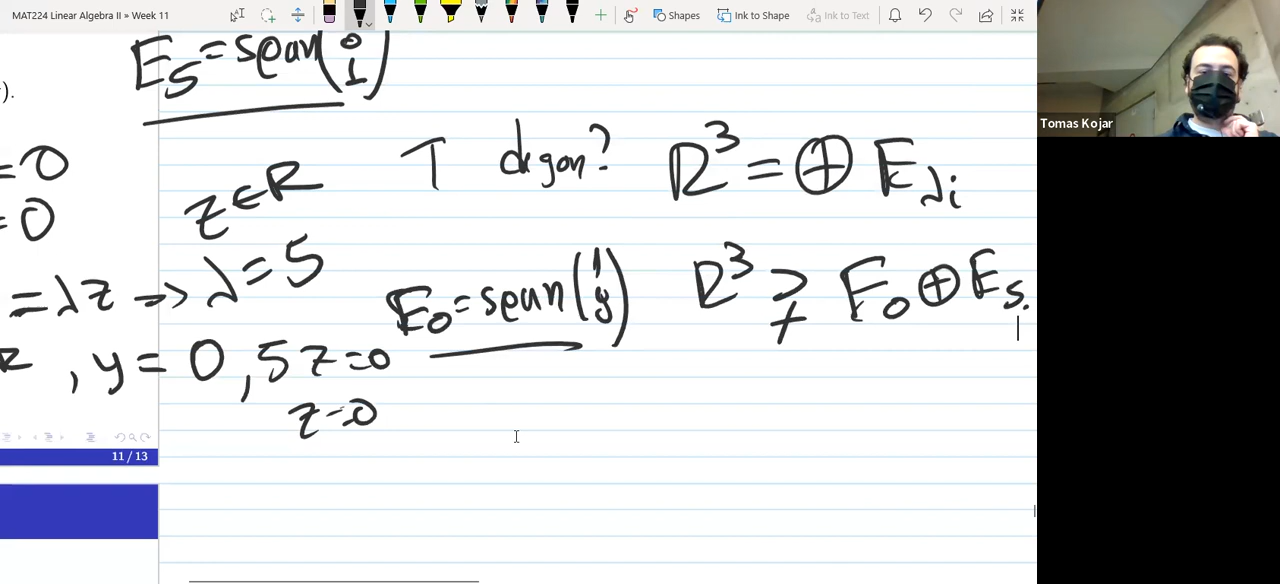 MAT224 Linear Algebra II » Week 11
Shapes
Ink to Shape
Ink to Text
Tomas Kojar
).
E5 = span(0 1)
= 0
= 0
z ∈ R
T diagon? R³ = ⊕ Eλi
= λz => λ = 5
E0 = span(1 0 0) R³ ⊋ E0 ⊕ E5.
R , y = 0, 5z = 0
z = 0
11 / 13